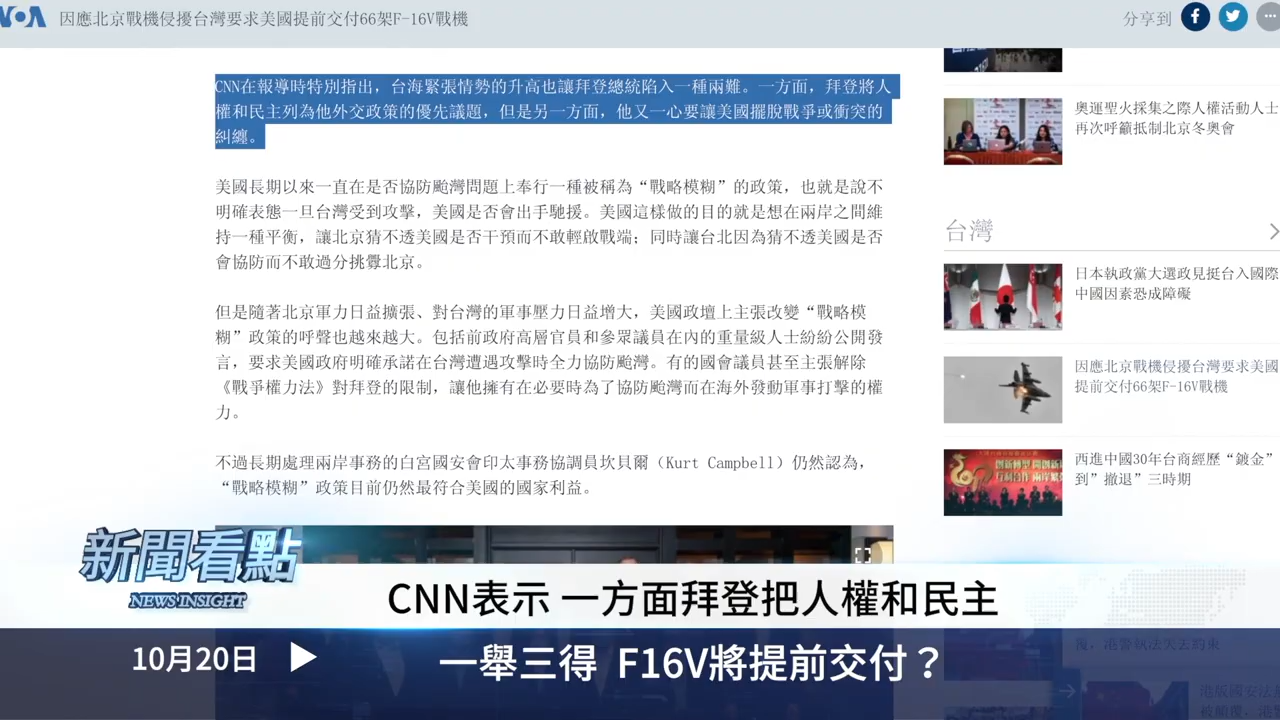 VOA
因應北京戰機侵擾台灣要求美國提前交付66架F-16V戰機
分享到
CNN在報導時特別指出，台海緊張情勢的升高也讓拜登總統陷入一種兩難。一方面，拜登將人
權和民主列為他外交政策的優先議題，但是另一方面，他又一心要讓美國擺脫戰爭或衝突的
糾纏。
美國長期以來一直在是否協防颱灣問題上奉行一種被稱為“戰略模糊”的政策，也就是說不
明確表態一旦台灣受到攻擊，美國是否會出手馳援。美國這樣做的目的就是想在兩岸之間維
持一種平衡，讓北京猜不透美國是否干預而不敢輕啟戰端；同時讓台北因為猜不透美國是否
會協防而不敢過分挑釁北京。
但是隨著北京軍力日益擴張、對台灣的軍事壓力日益增大，美國政壇上主張改變“戰略模
糊”政策的呼聲也越來越大。包括前政府高層官員和參眾議員在內的重量級人士紛紛公開發
言，要求美國政府明確承諾在台灣遭遇攻擊時全力協防颱灣。有的國會議員甚至主張解除
《戰爭權力法》對拜登的限制，讓他擁有在必要時為了協防颱灣而在海外發動軍事打擊的權
力。
不過長期處理兩岸事務的白宮國安會印太事務協調員坎貝爾（Kurt Campbell）仍然認為，
“戰略模糊”政策目前仍然最符合美國的國家利益。
奧運聖火採集之際人權活動人士
再次呼籲抵制北京冬奧會
台灣
日本執政黨大選政見挺台入國際
中國因素恐成障礙
因應北京戰機侵擾台灣要求美國
提前交付66架F-16V戰機
西進中國30年台商經歷“鍍金”
到”撤退”三時期
新聞看點
NEWS INSIGHT
CNN表示 一方面拜登把人權和民主
10月20日
一舉三得 F16V將提前交付？
港版國安法